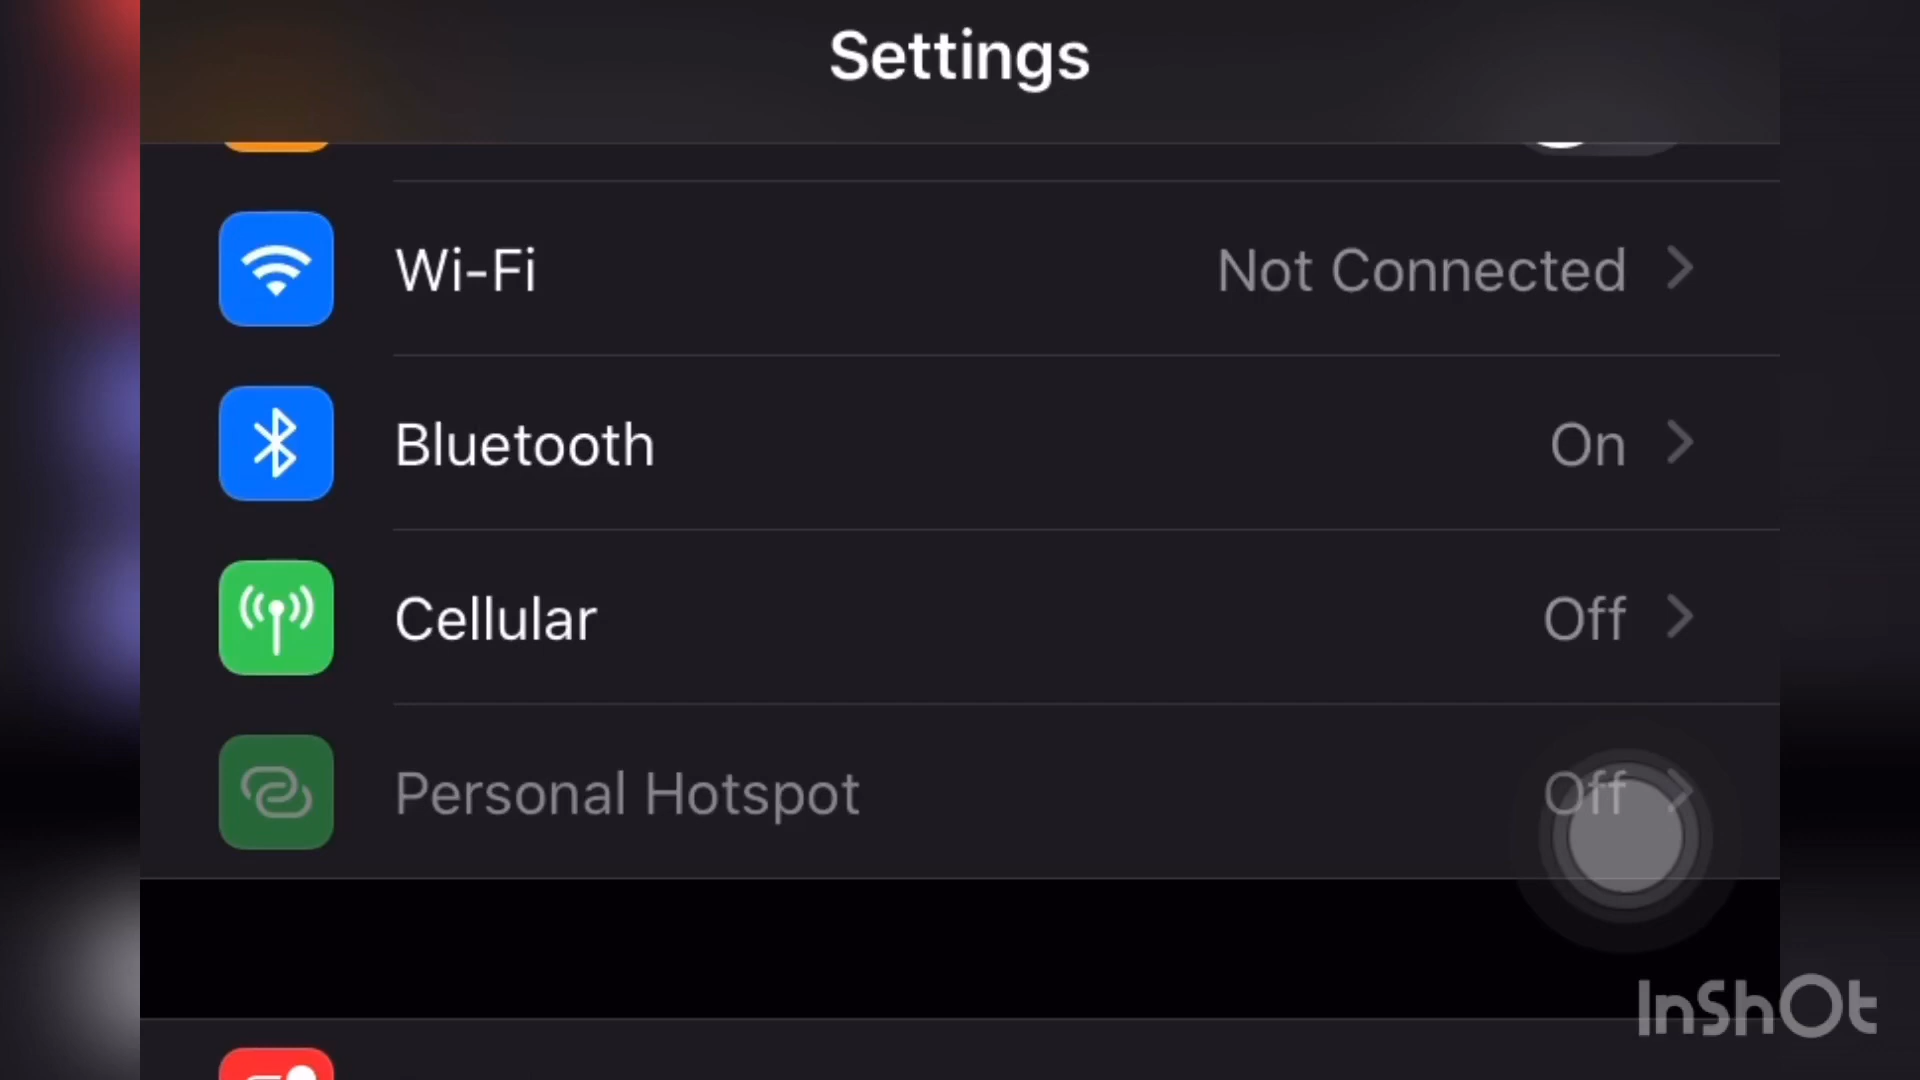 Settings
Wi-Fi Not Connected
Bluetooth On
Cellular Off
Personal Hotspot Off
InShOt